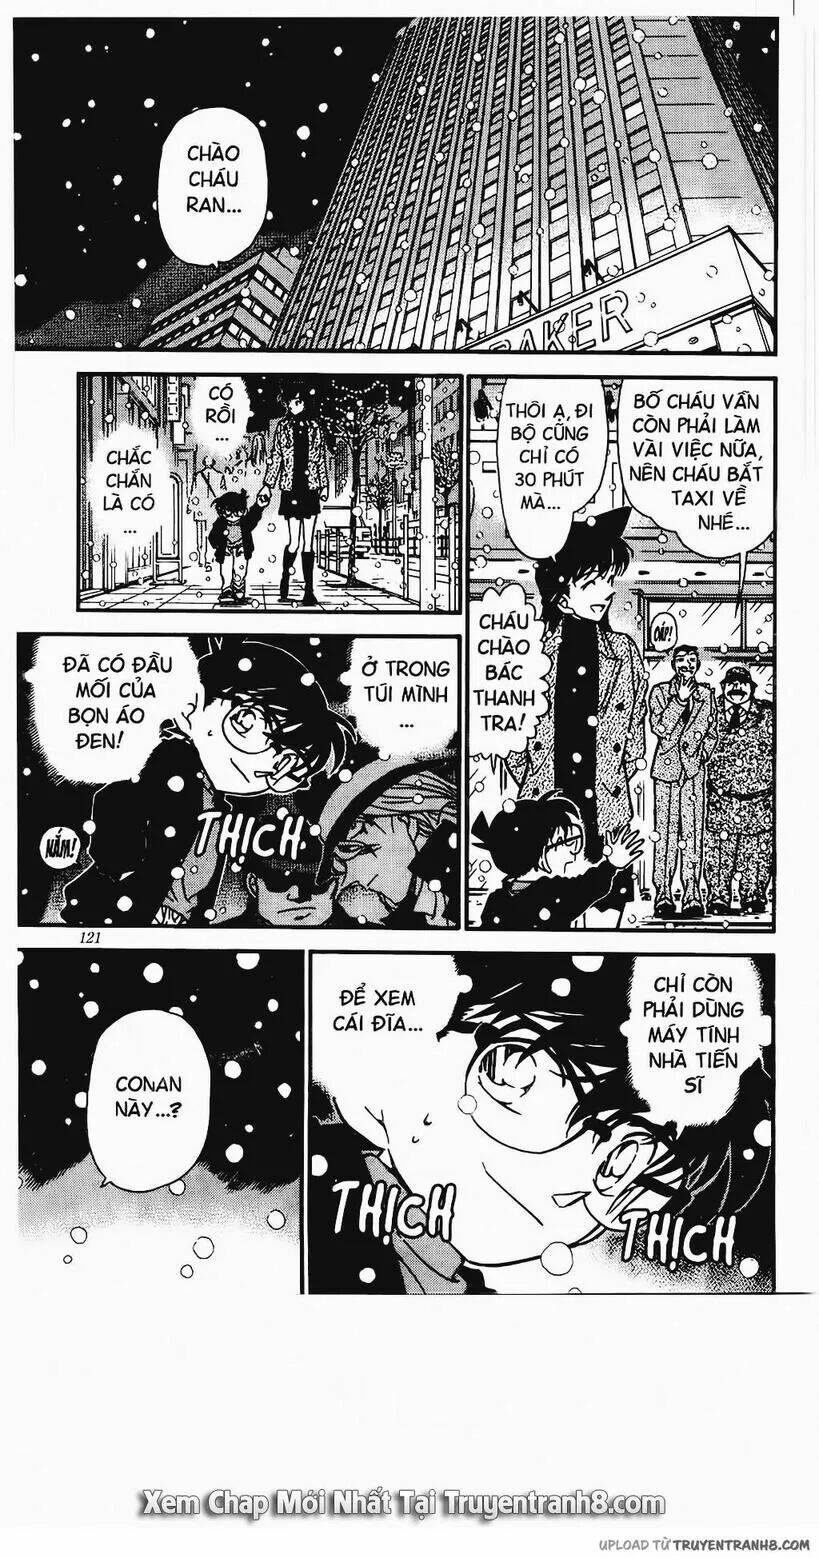 CHÀO
CHÁU
RAN...
BAKER
BỐ CHÁU VẪN
CÒN PHẢI LÀM
VÀI VIỆC NỮA,
NÊN CHÁU BẮT
TAXI VỀ
NHÉ...
THÔI Ạ, ĐI
BỘ CŨNG
CHỈ CÓ
30 PHÚT
MÀ...
CHÁU
CHÀO
BÁC
THANH
TRA!
OÁP!
CÓ
RỒI
...
CHẮC
CHẮN
LÀ CÓ
...
Ở TRONG
TÚI MÌNH
...
ĐÃ CÓ ĐẦU
MỐI CỦA
BỌN ÁO
ĐEN!
THỊCH
NẮM!
121
CHỈ CÒN
PHẢI DÙNG
MÁY TÍNH
NHÀ TIẾN
SĨ
ĐỂ XEM
CÁI ĐĨA...
THỊCH
THỊCH
CONAN
NÀY...?
Xem Chap Mới Nhất Tại Truyentranh8.com
UPLOAD TỪ TRUYENTRANH8.COM